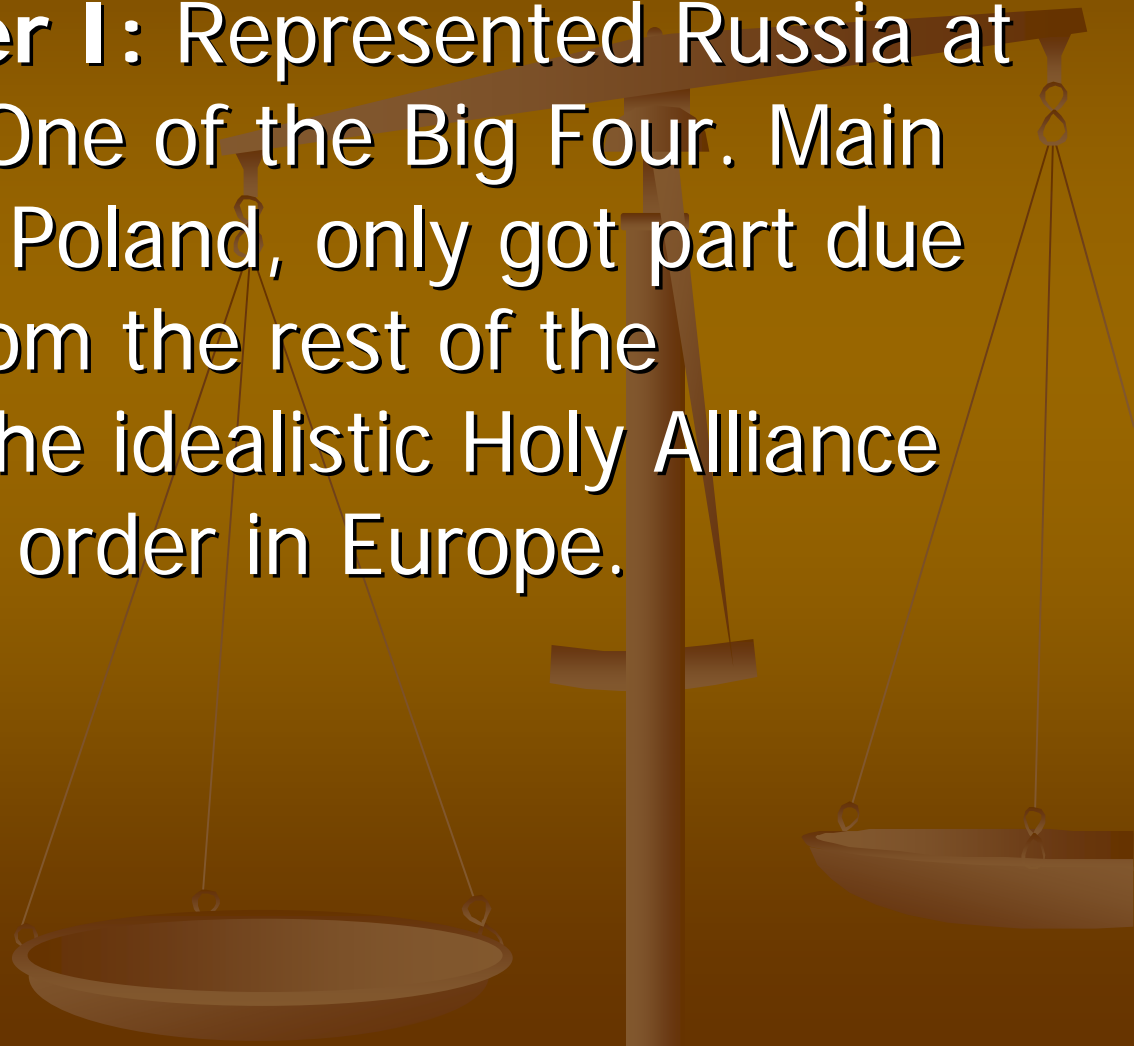 er I: Represented Russia at
One of the Big Four. Main
Poland, only got part due
om the rest of the
he idealistic Holy Alliance
order in Europe.